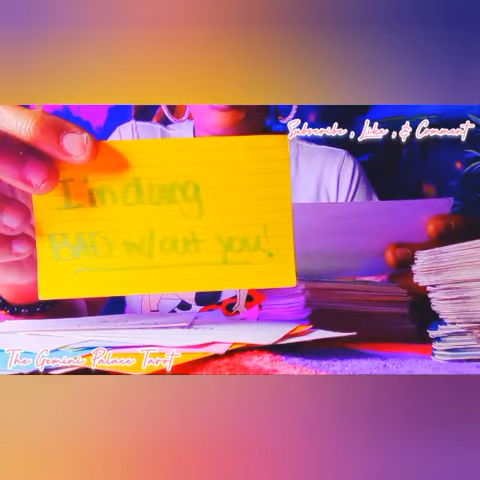 Subscribe, Like, & Comment
I'm doing
BAD w/out you!
The Gemini Palace Tarot